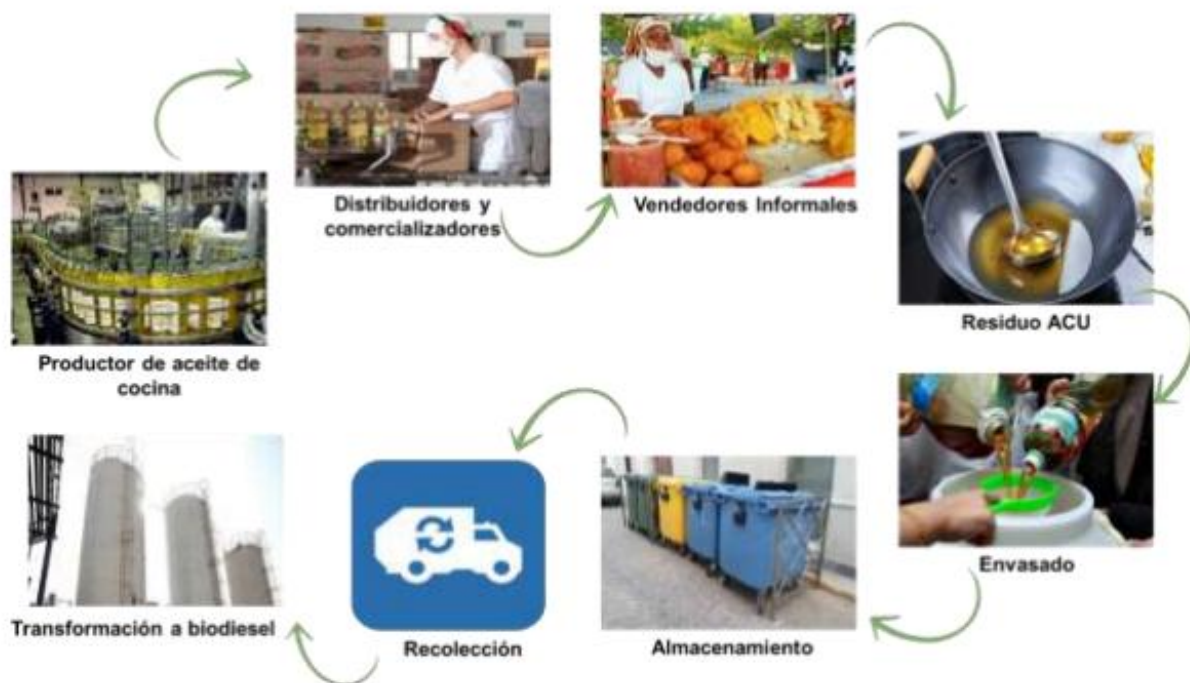 Productor de aceite de
cocina
Distribuidores y
comercializadores
Vendedores Informales
Residuo ACU
Envasado
Almacenamiento
Recolección
Transformación a biodiesel